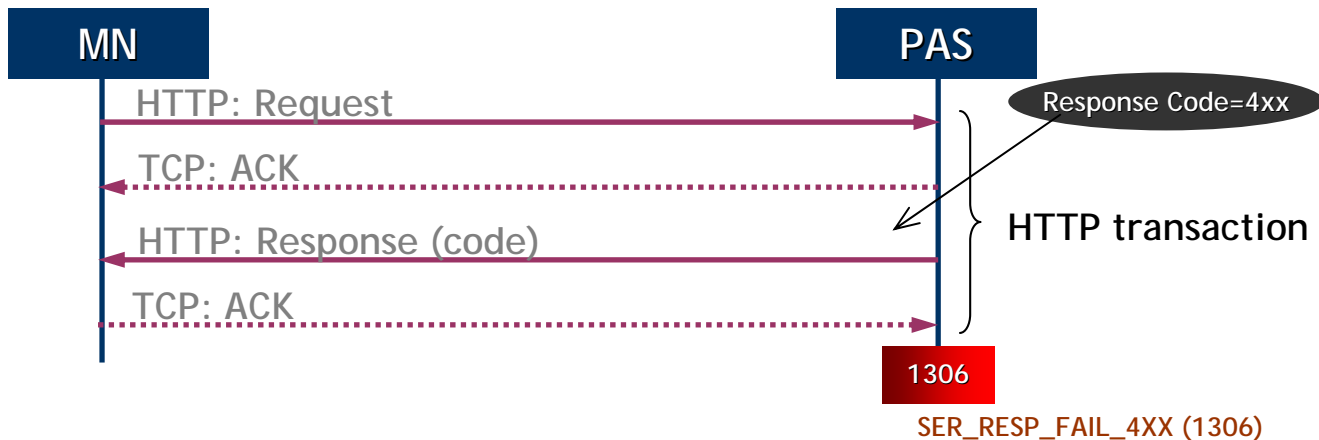 MN
PAS
HTTP: Request
Response Code=4xx
TCP: ACK
HTTP transaction
HTTP: Response (code)
TCP: ACK
1306
SER_RESP_FAIL_4XX (1306)